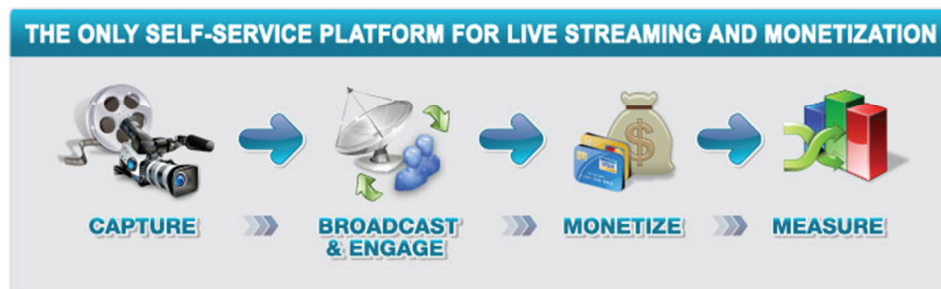 THE ONLY SELF-SERVICE PLATFORM FOR LIVE STREAMING AND MONETIZATION
CAPTURE
BROADCAST
& ENGAGE
MONETIZE
MEASURE